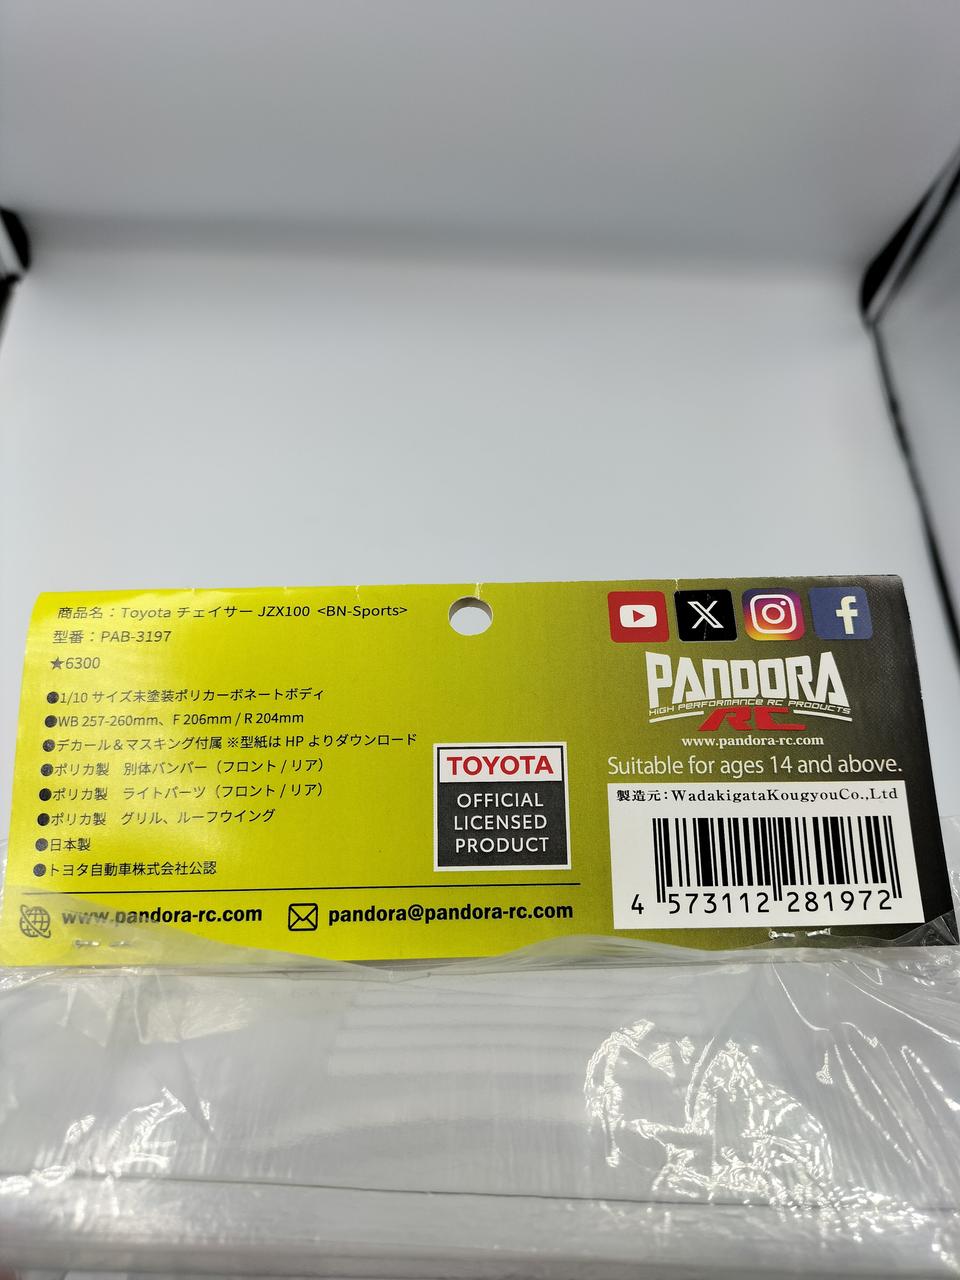 商品名：Toyota チェイサー JZX100 <BN-Sports>
型番：PAB-3197
★6300
●1/10 サイズ未塗装ポリカーボネートボディ
●WB 257-260mm、F 206mm / R 204mm
●デカール＆マスキング付属 ※型紙は HP よりダウンロード
●ポリカ製　別体バンパー（フロント / リア）
●ポリカ製　ライトパーツ（フロント / リア）
●ポリカ製　グリル、ルーフウイング
●日本製
●トヨタ自動車株式会社公認
www.pandora-rc.com
pandora@pandora-rc.com
TOYOTA
OFFICIAL
LICENSED
PRODUCT
PANDORA
HIGH PERFORMANCE RC PRODUCTS
RC
www.pandora-rc.com
Suitable for ages 14 and above.
製造元：WadakigataKougyouCo.,Ltd
4 573112 281972